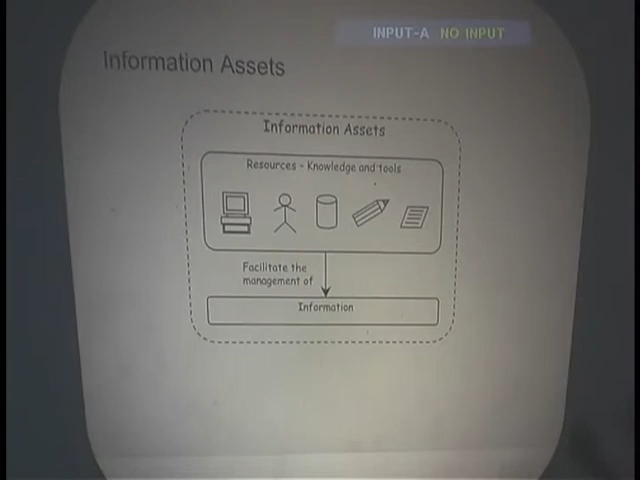 INPUT-A NO INPUT
Information Assets
Information Assets
Resources - Knowledge and tools
Facilitate the
management of
Information